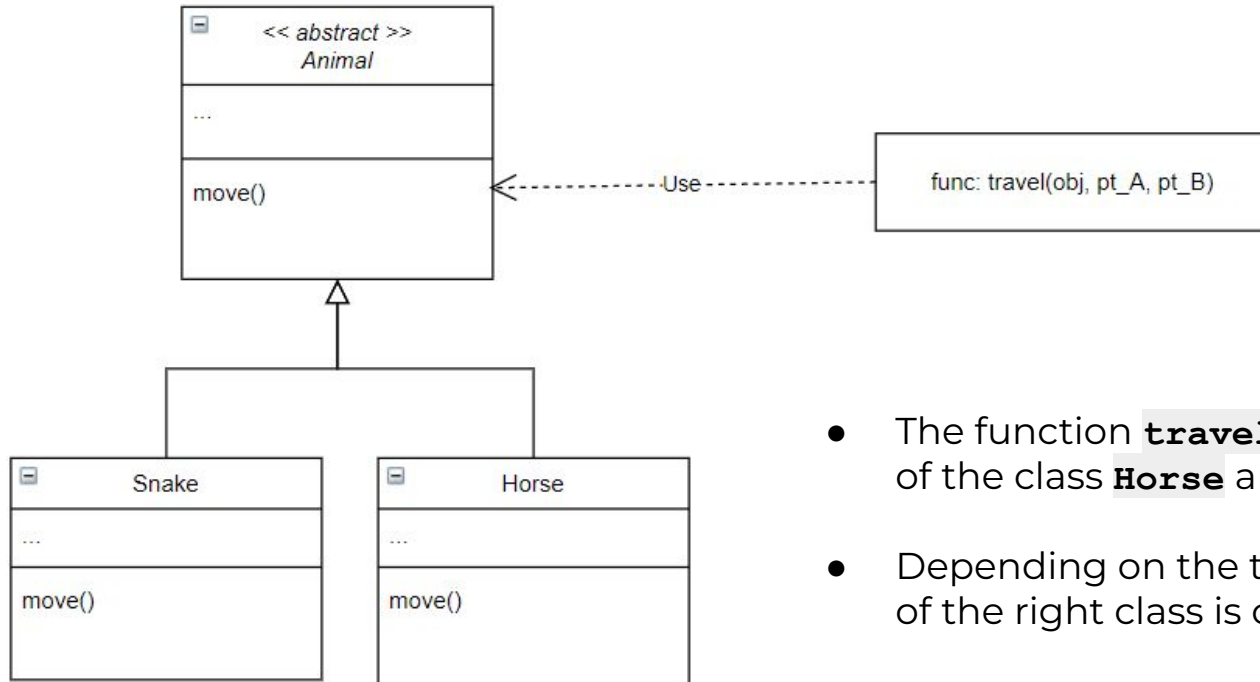 << abstract >>
Animal
...
move()
Use
func: travel(obj, pt_A, pt_B)
Snake
...
move()
Horse
...
move()
● The function
of the class Horse
● Depending on the
of the right class is